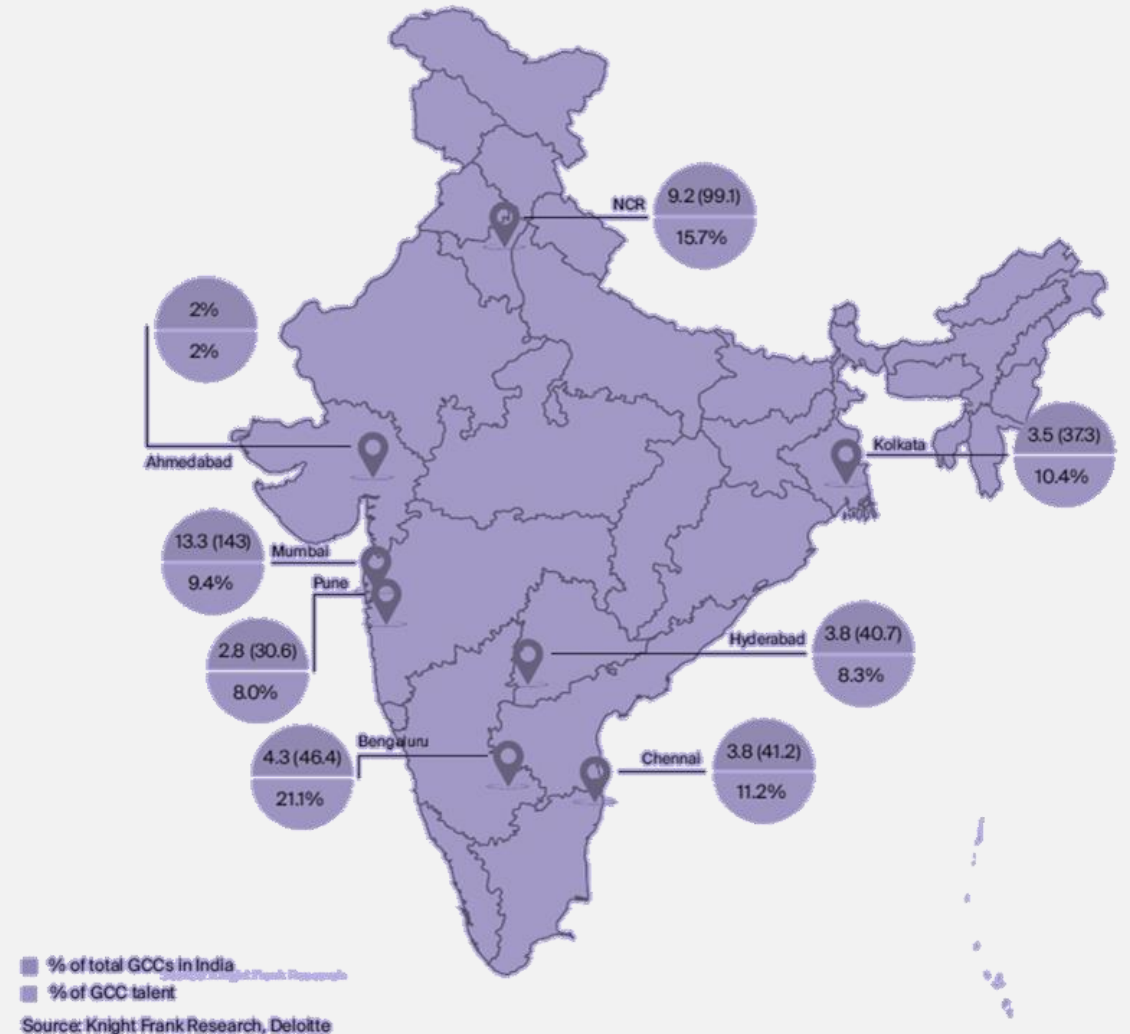 NCR
9.2 (99.1)
15.7%
2%
2%
Ahmedabad
Kolkata
3.5 (37.3)
10.4%
13.3 (143)
9.4%
Mumbai
Pune
2.8 (30.6)
8.0%
Hyderabad
3.8 (40.7)
8.3%
Bengaluru
4.3 (46.4)
21.1%
Chennai
3.8 (41.2)
11.2%
% of total GCCs in India
% of GCC talent
Source: Knight Frank Research, Deloitte